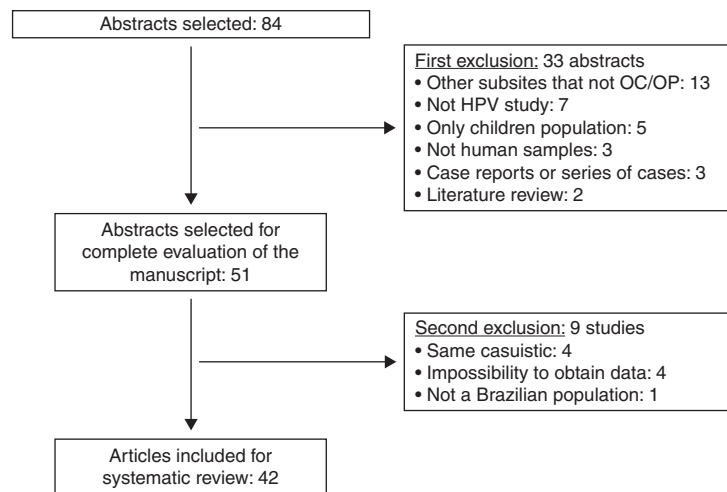 Abstracts selected: 84
First exclusion: 33 abstracts
• Other subsites that not OC/OP: 13
• Not HPV study: 7
• Only children population: 5
• Not human samples: 3
• Case reports or series of cases: 3
• Literature review: 2
Abstracts selected for
complete evaluation of the
manuscript: 51
Second exclusion: 9 studies
• Same casuistic: 4
• Impossibility to obtain data: 4
• Not a Brazilian population: 1
Articles included for
systematic review: 42